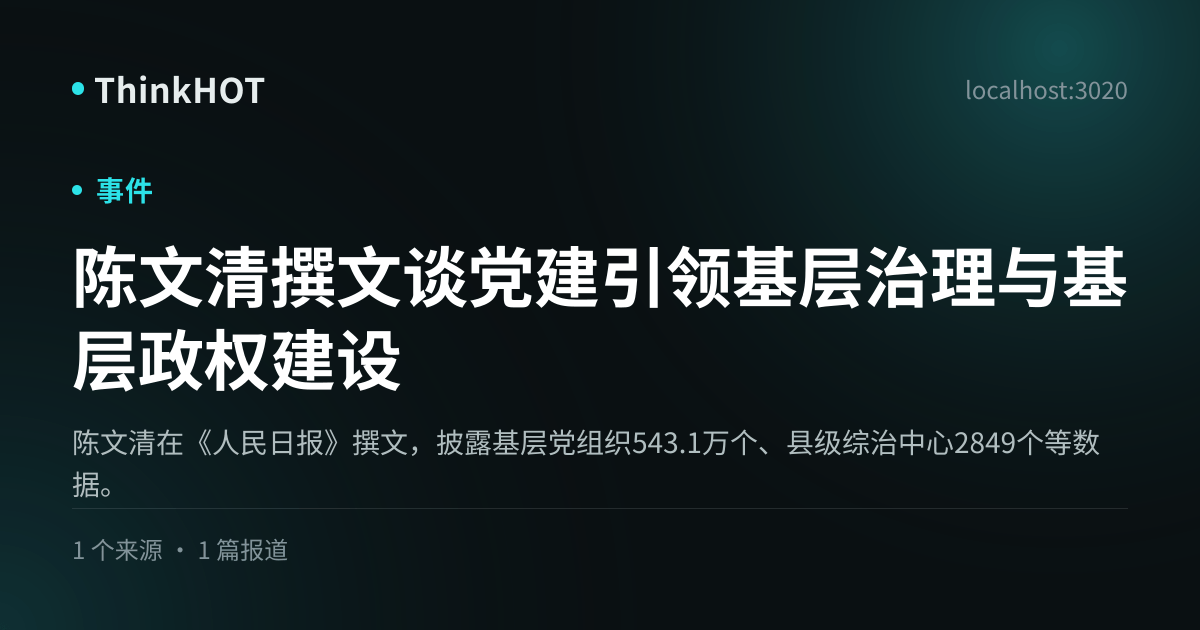 ThinkHOT
localhost:3020
事件
陈文清撰文谈党建引领基层治理与基
层政权建设
陈文清在《人民日报》撰文，披露基层党组织543.1万个、县级综治中心2849个等数
据。
1 个来源 · 1 篇报道